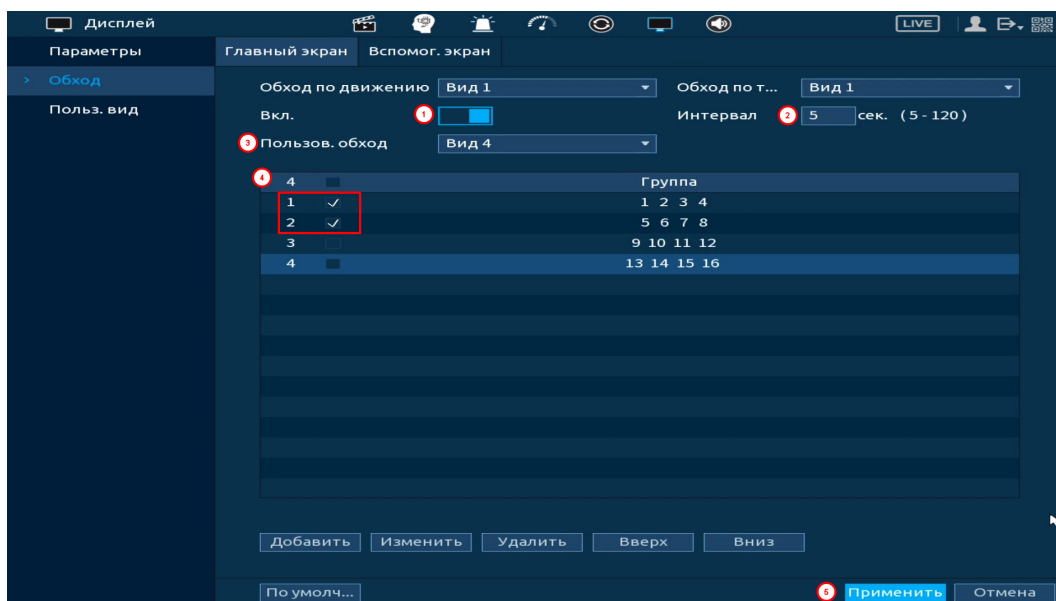 Дисплей LIVE
Параметры Главный экран Вспомог. экран
> Обход
Обход по движению Вид 1 Обход по т... Вид 1
Польз. вид
Вкл. 1 Интервал 2 5 сек. ( 5 - 120 )
3 Пользов. обход Вид 4
4
4 Группа
1 1 2 3 4
2 5 6 7 8
3 9 10 11 12
4 13 14 15 16
Добавить Изменить Удалить Вверх Вниз
По умолч... 5 Применить Отмена